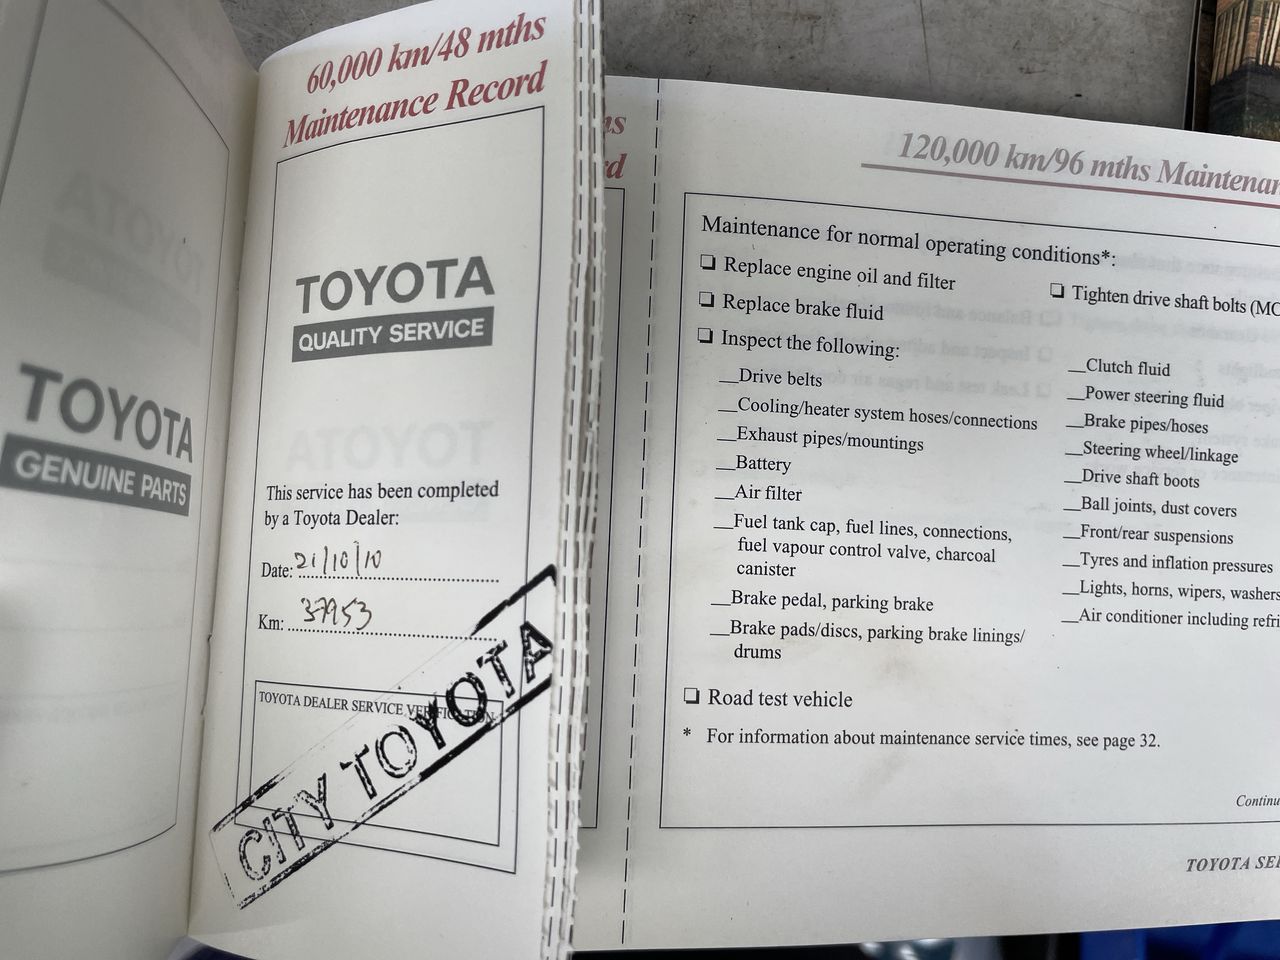 60,000 km/48 mths
Maintenance Record
TOYOTA
GENUINE PARTS
TOYOTA
QUALITY SERVICE
This service has been completed
by a Toyota Dealer:
Date: 21/10/10
Km: 37953
TOYOTA DEALER SERVICE VERIFICATION
CITY TOYOTA
120,000 km/96 mths
Maintenance for normal operating conditions*:
❏ Replace engine oil and filter
❏ Replace brake fluid
❏ Inspect the following:
__Drive belts
__Cooling/heater system hoses/connections
__Exhaust pipes/mountings
__Battery
__Air filter
__Fuel tank cap, fuel lines, connections,
fuel vapour control valve, charcoal
canister
__Brake pedal, parking brake
__Brake pads/discs, parking brake linings/
drums
❏ Tighten drive shaft bolts
__Clutch fluid
__Power steering fluid
__Brake pipes/hoses
__Steering wheel/linkage
__Drive shaft boots
__Ball joints, dust covers
__Front/rear suspensions
__Tyres and inflation pressures
__Lights, horns, wipers, washers
__Air conditioner including
❏ Road test vehicle
* For information about maintenance service times, see page 32.
TOYOTA